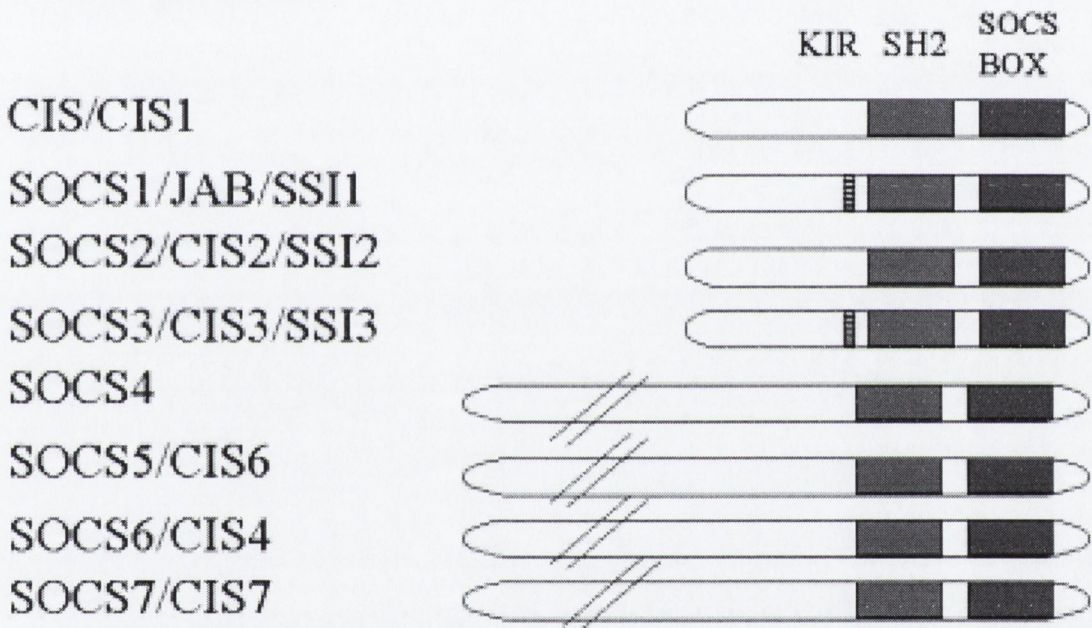 KIR SH2 SOCS
BOX
CIS/CIS1
SOCS1/JAB/SSI1
SOCS2/CIS2/SSI2
SOCS3/CIS3/SSI3
SOCS4
SOCS5/CIS6
SOCS6/CIS4
SOCS7/CIS7